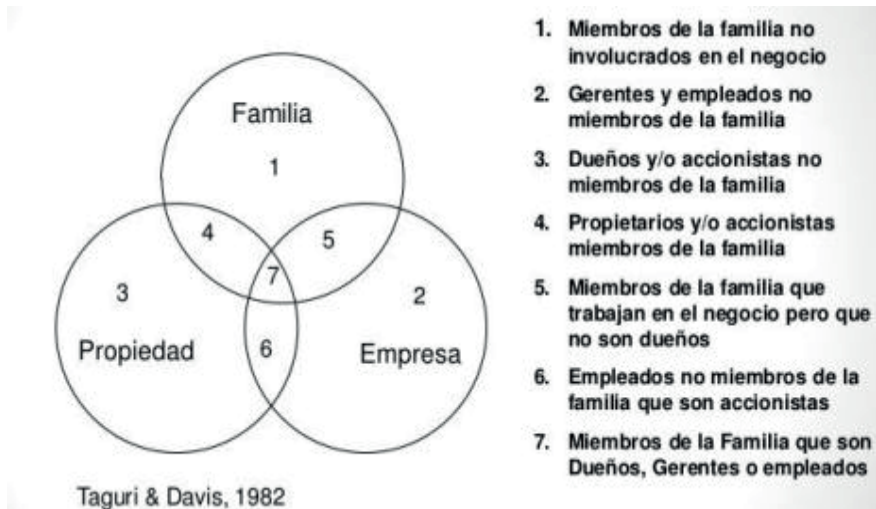 Familia
1
4
5
7
3
2
Propiedad
6
Empresa
Taguri & Davis, 1982
1. Miembros de la familia no
involucrados en el negocio
2. Gerentes y empleados no
miembros de la familia
3. Dueños y/o accionistas no
miembros de la familia
4. Propietarios y/o accionistas
miembros de la familia
5. Miembros de la familia que
trabajan en el negocio pero que
no son dueños
6. Empleados no miembros de la
familia que son accionistas
7. Miembros de la Familia que son
Dueños, Gerentes o empleados